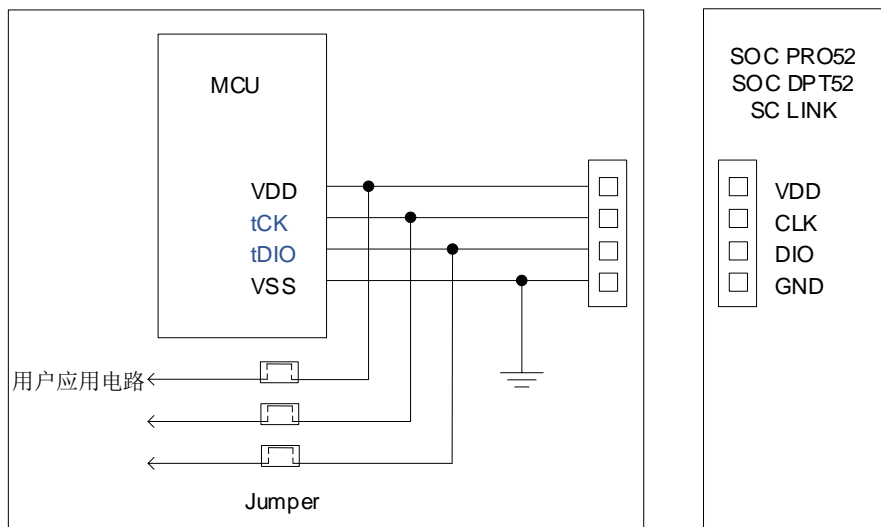 MCU
VDD
tCK
tDIO
VSS
用户应用电路
Jumper
SOC PRO52
SOC DPT52
SC LINK
VDD
CLK
DIO
GND